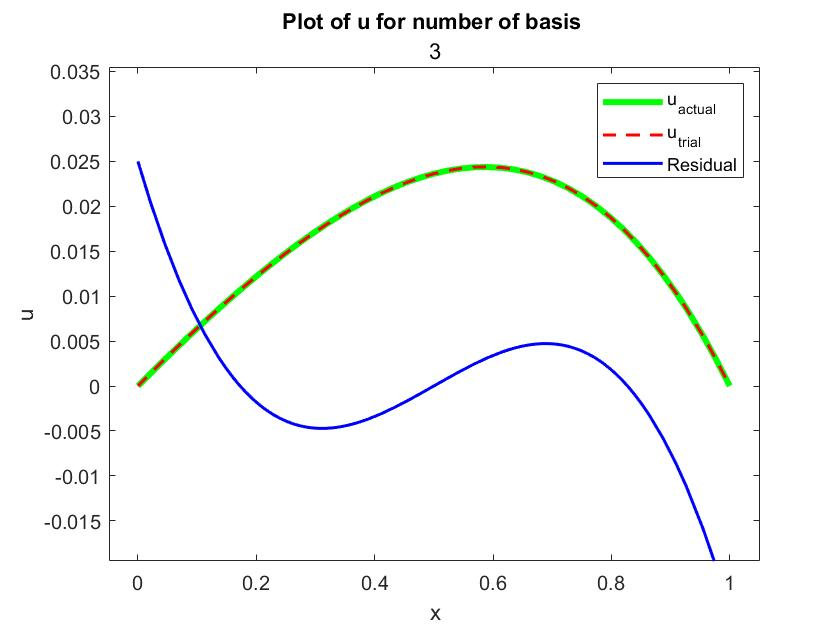 Plot of u for number of basis
3
0.035
0.03
0.025
0.02
0.015
0.01
0.005
0
-0.005
-0.01
-0.015
u
u_actual
u_trial
Residual
0 0.2 0.4 0.6 0.8 1
x